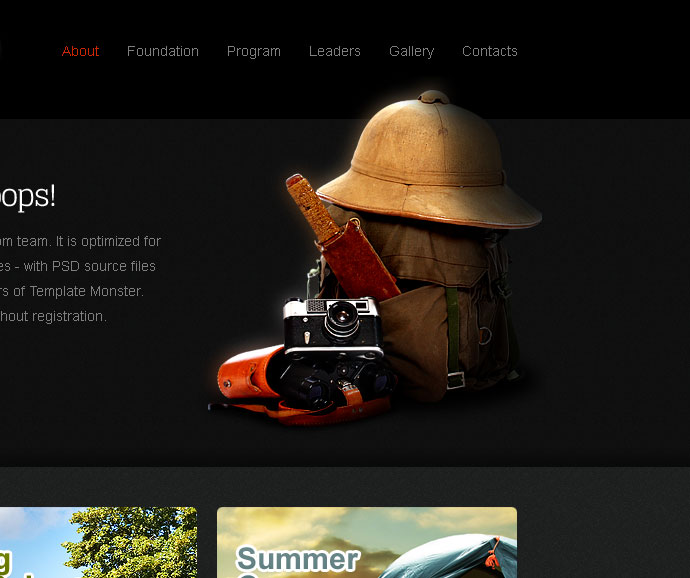 About Foundation Program Leaders Gallery Contacts
oops!
om team. It is optimized for
es - with PSD source files
rs of Template Monster.
hout registration.
g
Summer